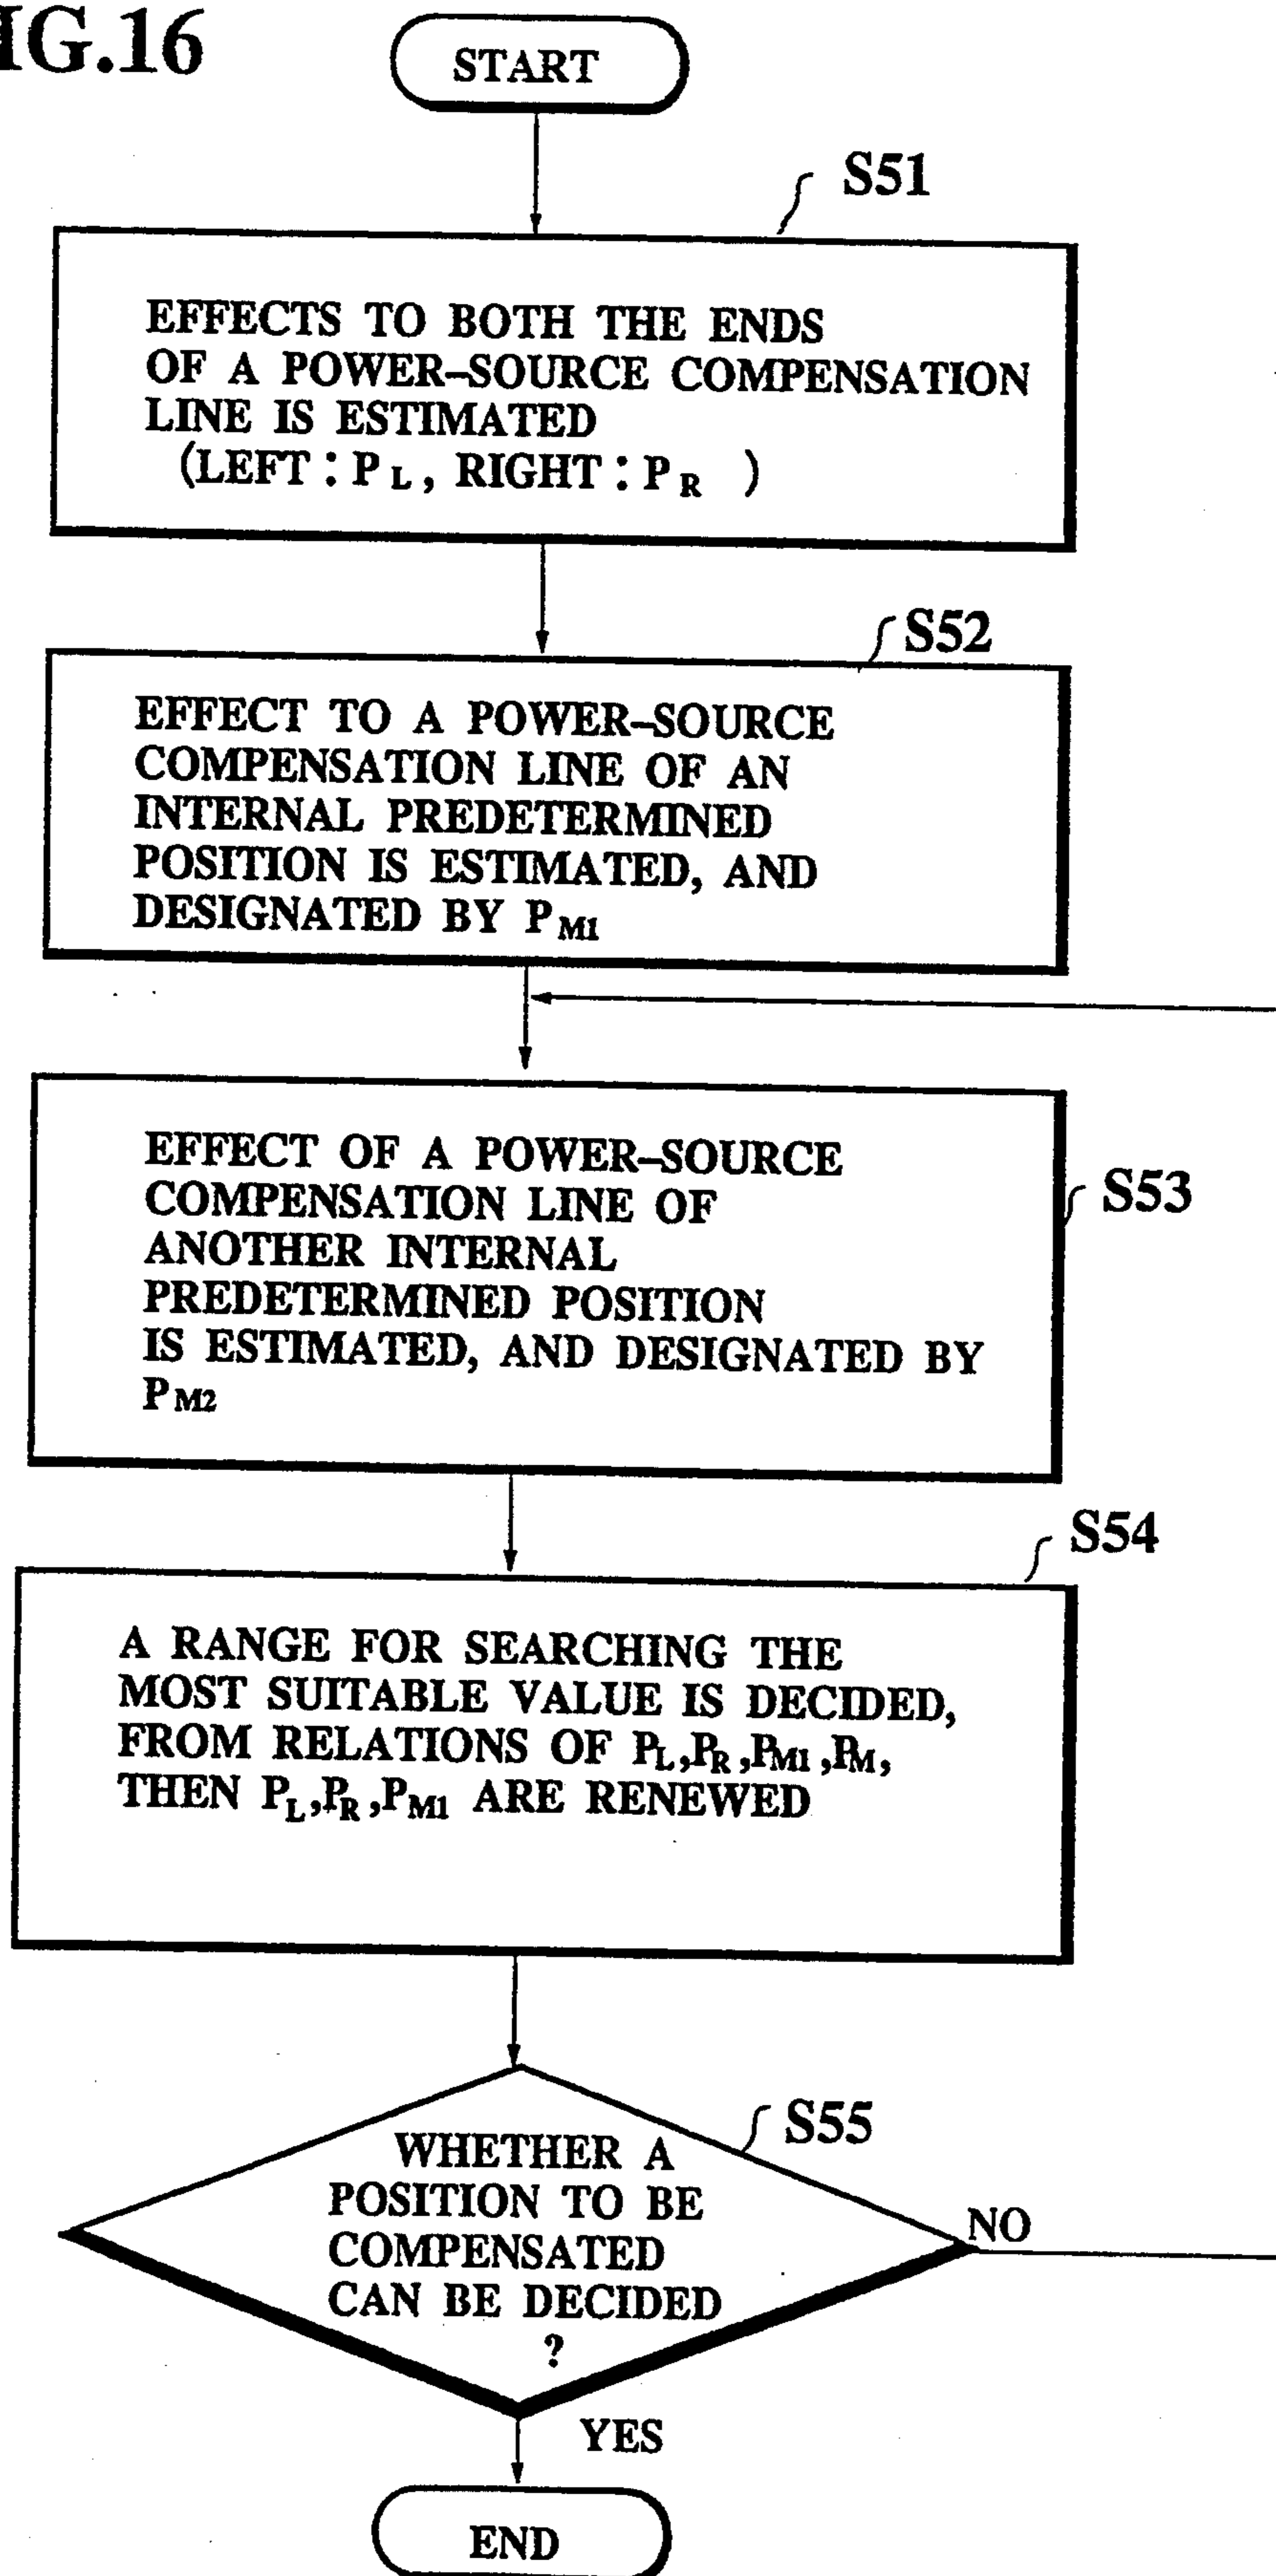 IG.16
START
S51
EFFECTS TO BOTH THE ENDS
OF A POWER-SOURCE COMPENSATION
LINE IS ESTIMATED
(LEFT : PL, RIGHT : PR )
S52
EFFECT TO A POWER-SOURCE
COMPENSATION LINE OF AN
INTERNAL PREDETERMINED
POSITION IS ESTIMATED, AND
DESIGNATED BY PM1
EFFECT OF A POWER-SOURCE
COMPENSATION LINE OF
ANOTHER INTERNAL
PREDETERMINED POSITION
IS ESTIMATED, AND DESIGNATED BY
PM2
S53
S54
A RANGE FOR SEARCHING THE
MOST SUITABLE VALUE IS DECIDED,
FROM RELATIONS OF PL,PR,PM1,PM,
THEN PL,PR,PM1 ARE RENEWED
S55
WHETHER A
POSITION TO BE
COMPENSATED
CAN BE DECIDED
?
NO
YES
END